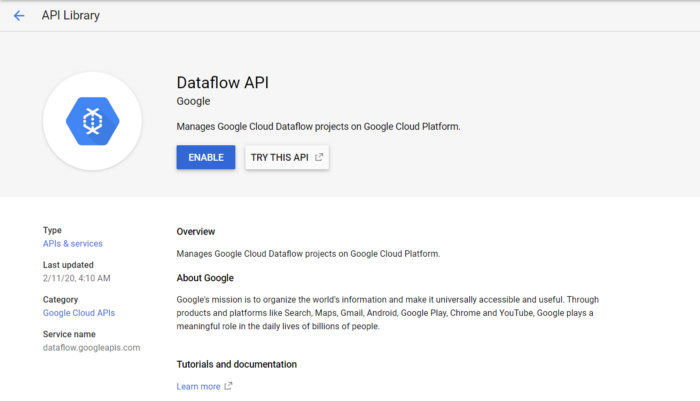 API Library
Dataflow API
Google
Manages Google Cloud Dataflow projects on Google Cloud Platform.
ENABLE
TRY THIS API
Type
APIs & services
Last updated
2/11/20, 4:10 AM
Category
Google Cloud APIs
Service name
dataflow.googleapis.com
Overview
Manages Google Cloud Dataflow projects on Google Cloud Platform.
About Google
Google's mission is to organize the world's information and make it universally accessible and useful. Through
products and platforms like Search, Maps, Gmail, Android, Google Play, Chrome and YouTube, Google plays a
meaningful role in the daily lives of billions of people.
Tutorials and documentation
Learn more